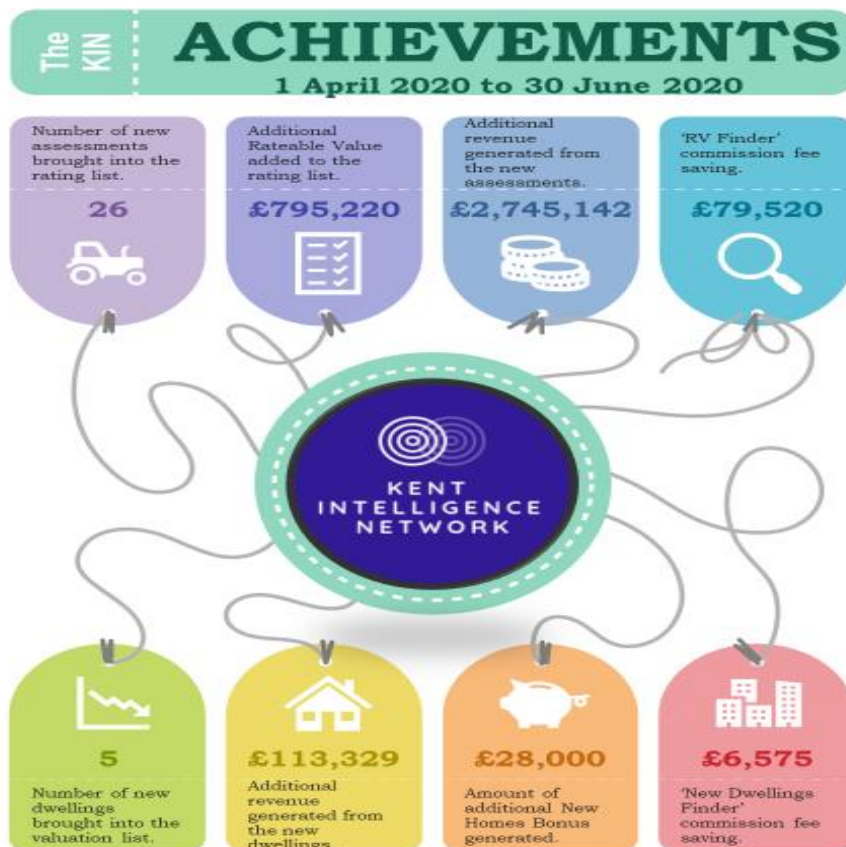 The
KIN
ACHIEVEMENTS
1 April 2020 to 30 June 2020
Number of new
assessments
brought into the
rating list.
26
Additional
Rateable Value
added to the
rating list.
£795,220
Additional
revenue
generated from
the new
assessments.
£2,745,142
'RV Finder'
commission fee
saving.
£79,520
KENT
INTELLIGENCE
NETWORK
5
Number of new
dwellings
brought into the
valuation list.
£113,329
Additional
revenue
generated from
the new
dwellings
£28,000
Amount of
additional New
Homes Bonus
generated.
£6,575
'New Dwellings
Finder'
commission fee
saving.